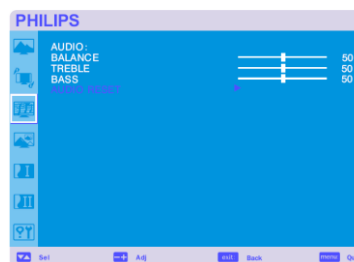 PHILIPS
AUDIO:
BALANCE 50
TREBLE 50
BASS 50
AUDIO RESET
Sel Adj exit Back menu